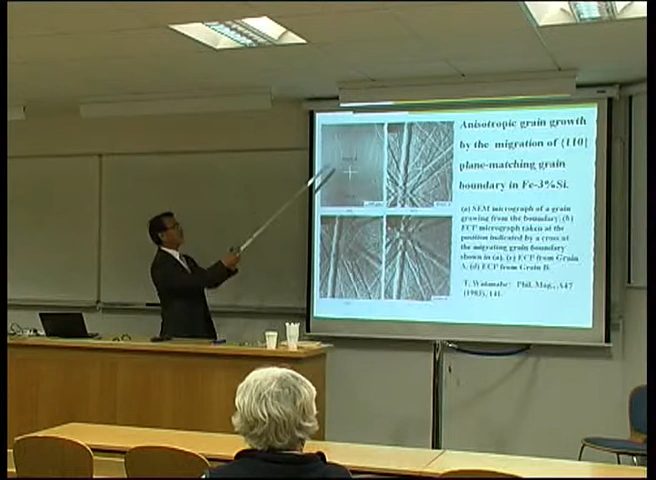 Anisotropic grain growth
by the migration of {110}
plane-matching grain
boundary in Fe-3%Si.
(a) SEM micrograph of a grain
growing from the boundary, (b)
ECP micrograph taken at the
position indicated by a cross at
the migrating grain boundary
shown in (a), (c) ECP from Grain
A, (d) ECP from Grain B.
T. Watanabe: Phil. Mag., A47
(1983), 141.